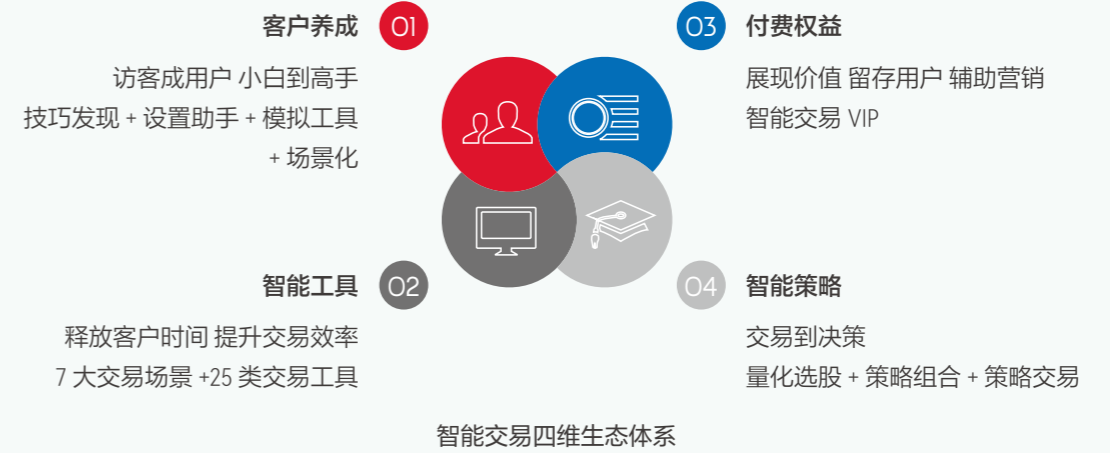 客户养成 01
访客成用户 小白到高手
技巧发现 + 设置助手 + 模拟工具
+ 场景化
智能工具 02
释放客户时间 提升交易效率
7 大交易场景 +25 类交易工具
03 付费权益
展现价值 留存用户 辅助营销
智能交易 VIP
04 智能策略
交易到决策
量化选股 + 策略组合 + 策略交易
智能交易四维生态体系